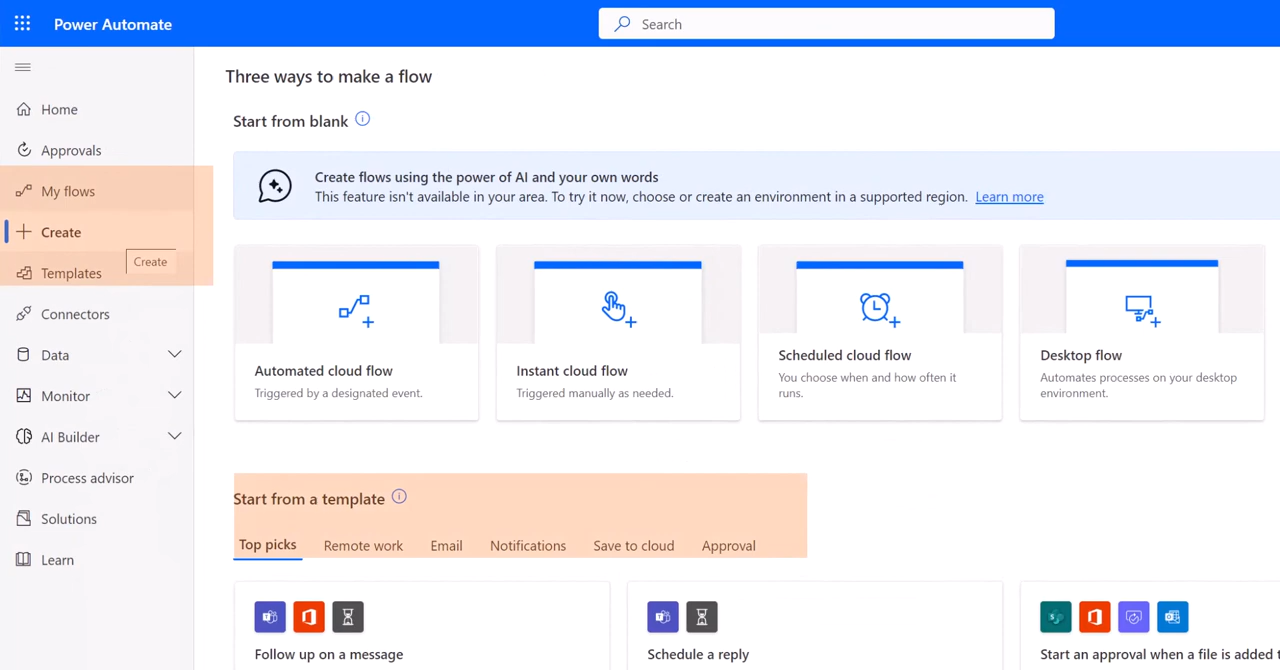 Power Automate
Search
Home
Approvals
My flows
Create
Create
Templates
Connectors
Data
Monitor
AI Builder
Process advisor
Solutions
Learn
Three ways to make a flow
Start from blank
Create flows using the power of AI and your own words
This feature isn't available in your area. To try it now, choose or create an environment in a supported region. Learn more
Automated cloud flow
Triggered by a designated event.
Instant cloud flow
Triggered manually as needed.
Scheduled cloud flow
You choose when and how often it
runs.
Desktop flow
Automates processes on your desktop
environment.
Start from a template
Top picks Remote work Email Notifications Save to cloud Approval
Follow up on a message
Schedule a reply
Start an approval when a file is added